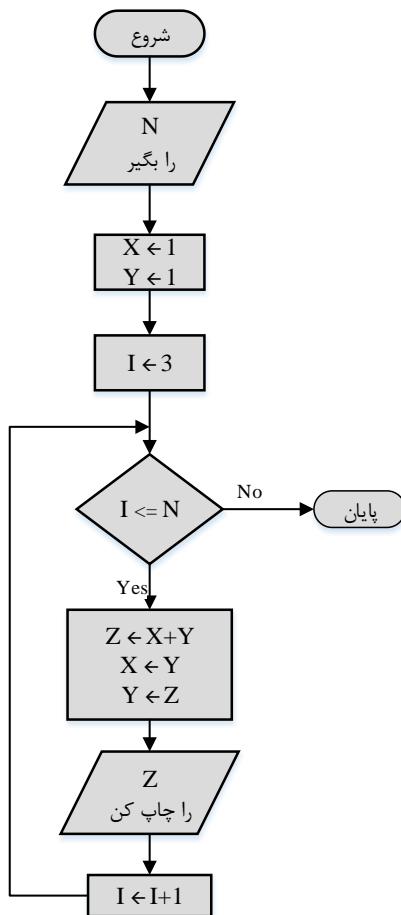 شروع
N
را بگیر
X ← 1
Y ← 1
I ← 3
I <= N
No
پایان
Yes
Z ← X+Y
X ← Y
Y ← Z
Z
را چاپ کن
I ← I+1